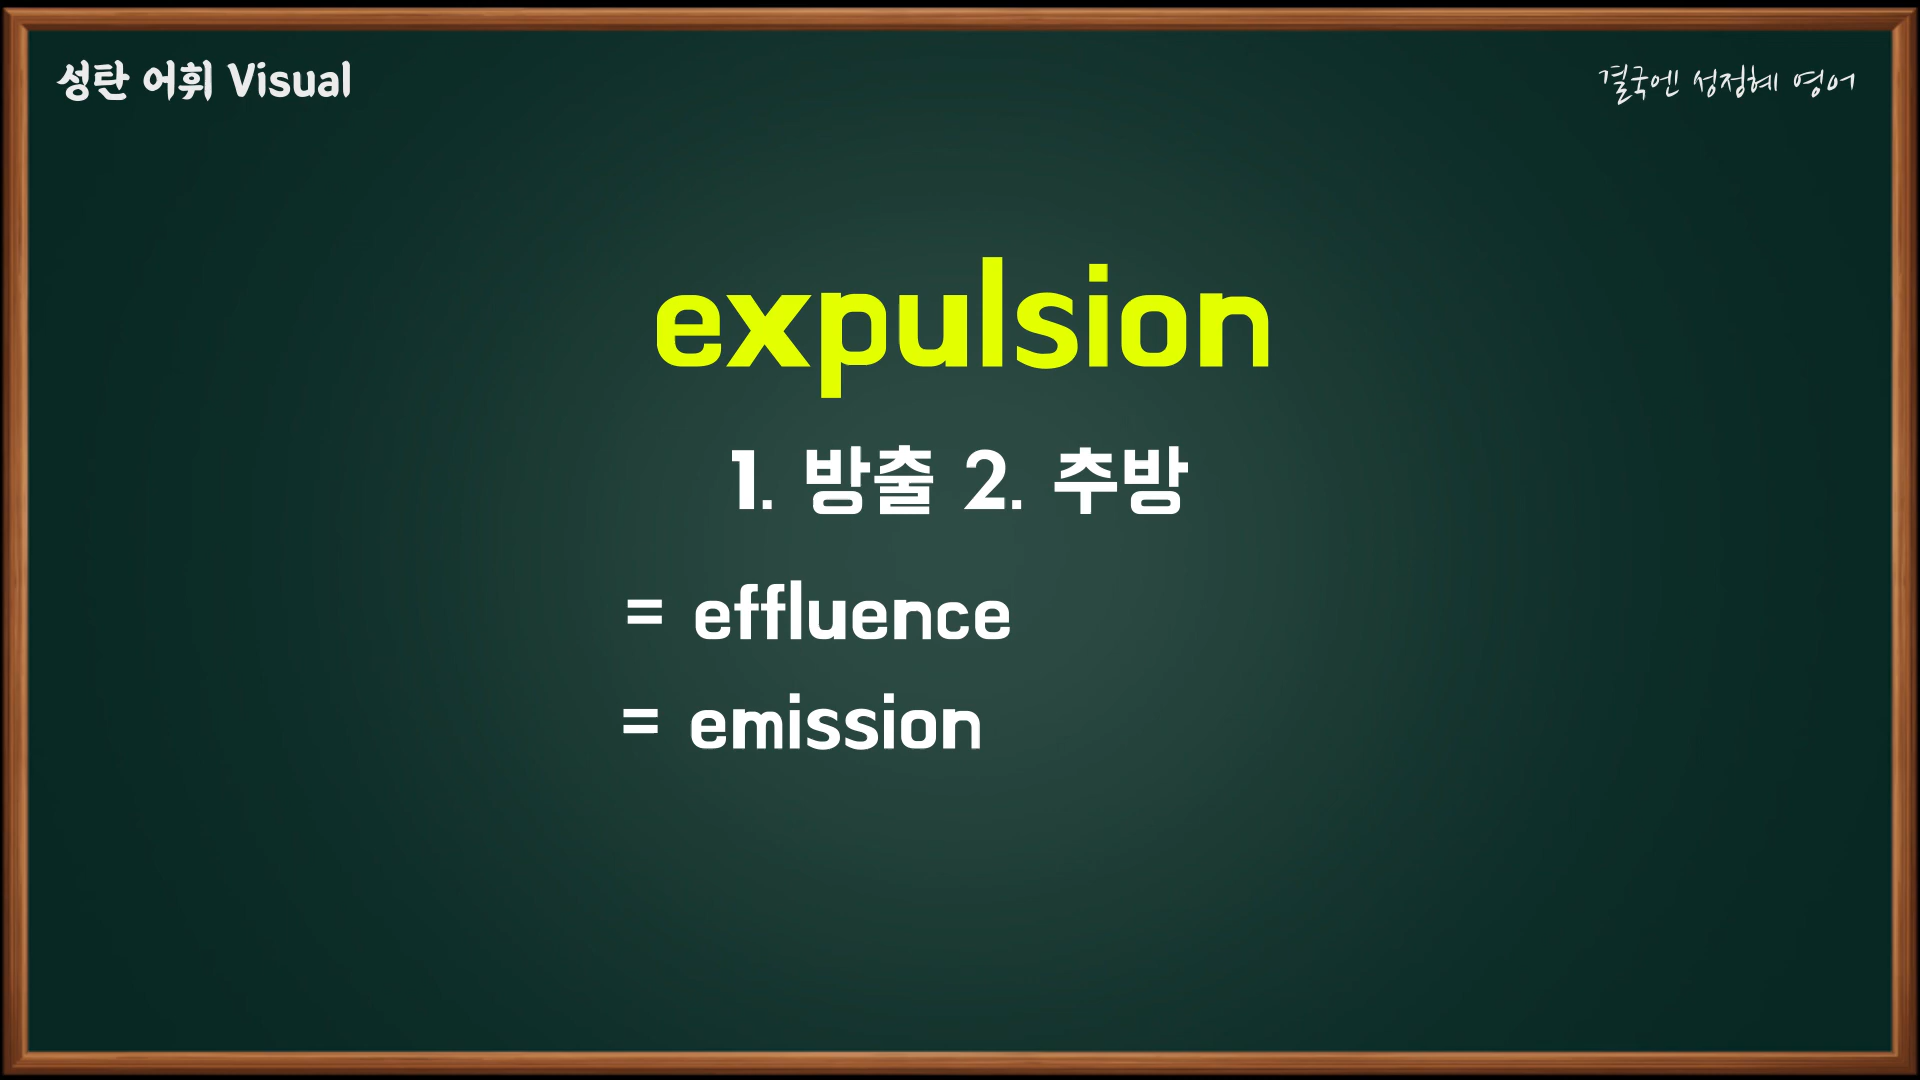 성탄 어휘 Visual
결국엔 성정혜 영어
expulsion
1. 방출 2. 추방
= effluence
= emission